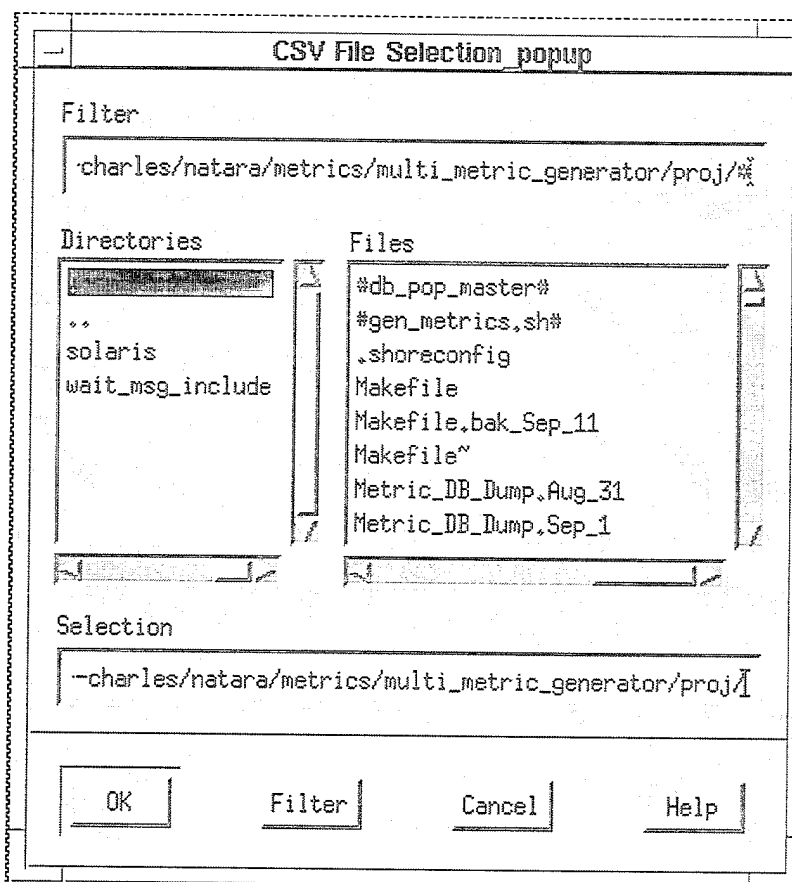 CSV File Selection_popup
Filter
-charles/natara/metrics/multi_metric_generator/proj/*
Directories
Files
..
solaris
wait_msg_include
#db_pop_master#
#gen_metrics.sh#
.shoreconfig
Makefile
Makefile.bak_Sep_11
Makefile~
Metric_DB_Dump.Aug_31
Metric_DB_Dump.Sep_1
Selection
-charles/natara/metrics/multi_metric_generator/proj/
OK
Filter
Cancel
Help